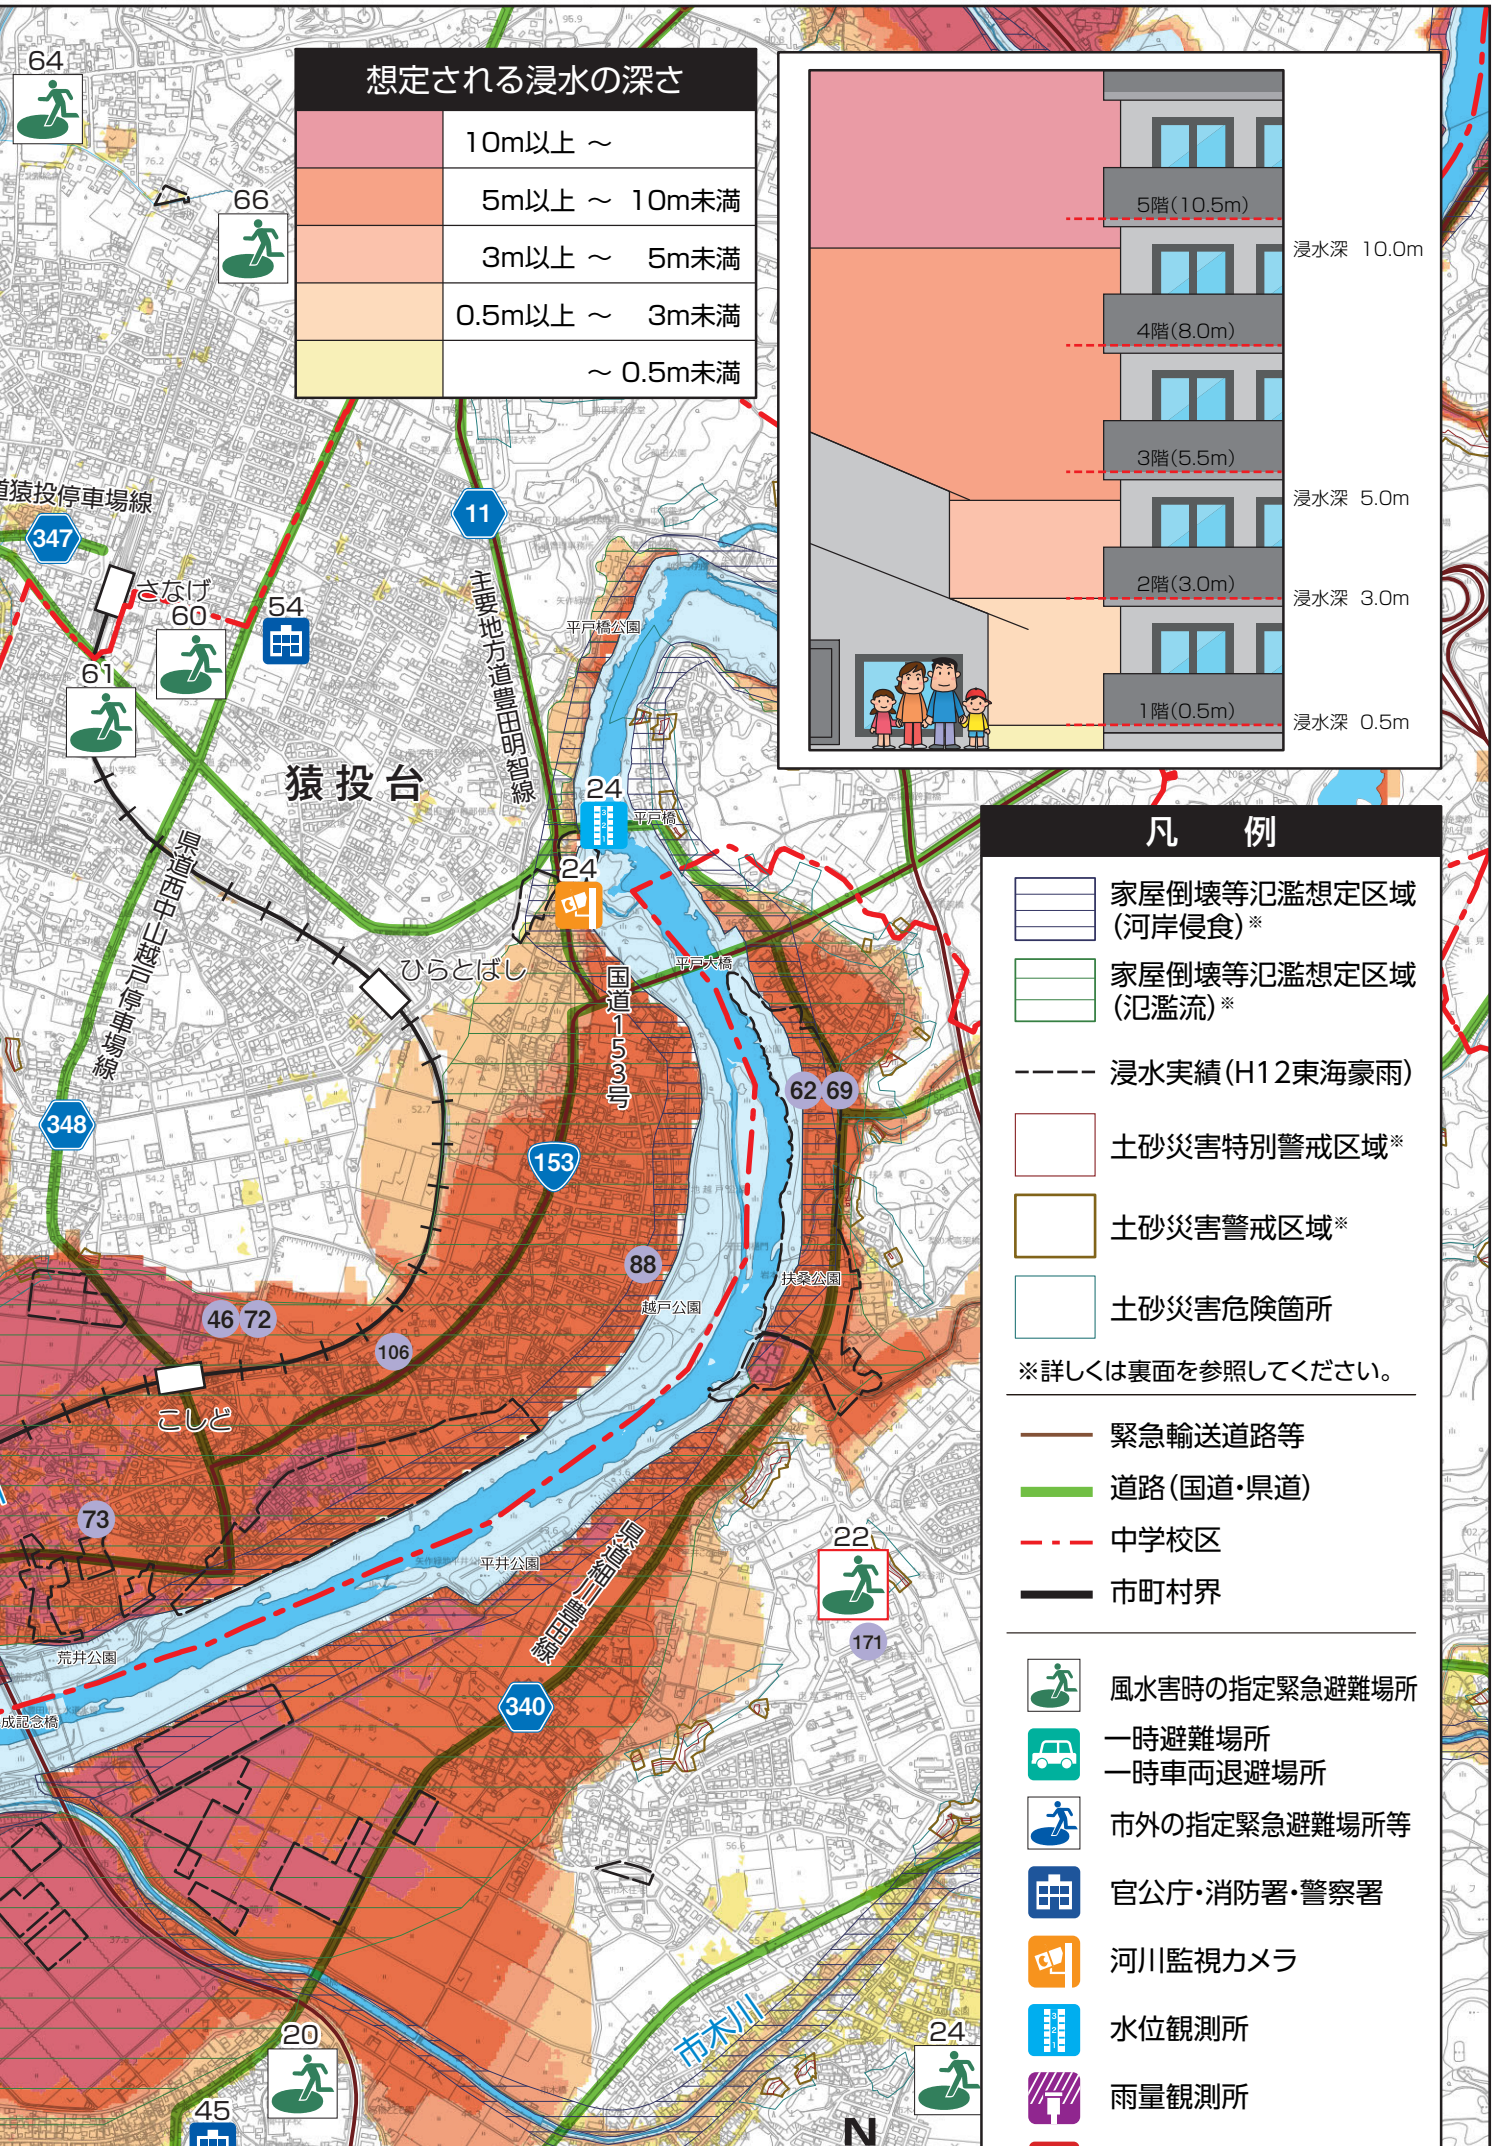 想定される浸水の深さ
10m以上 ～
5m以上 ～ 10m未満
3m以上 ～ 5m未満
0.5m以上 ～ 3m未満
～ 0.5m未満
5階(10.5m)
浸水深 10.0m
4階(8.0m)
3階(5.5m)
浸水深 5.0m
2階(3.0m)
浸水深 3.0m
1階(0.5m)
浸水深 0.5m
64
66
道猿投停車場線
347
さなげ
60
54
61
11
主要地方道豊田明智線
平戸橋公園
猿投台
24
平戸橋
24
県道西中山越戸停車場線
ひらとばし
国道153号
平戸大橋
348
153
62
69
88
越戸公園
扶桑公園
46
72
106
こしど
73
平井公園
県道細川豊田線
22
171
荒井公園
成記念橋
340
市木川
20
24
45
N
凡 例
家屋倒壊等氾濫想定区域
(河岸侵食)※
家屋倒壊等氾濫想定区域
(氾濫流)※
浸水実績(H12東海豪雨)
土砂災害特別警戒区域※
土砂災害警戒区域※
土砂災害危険箇所
※詳しくは裏面を参照してください。
緊急輸送道路等
道路(国道・県道)
中学校区
市町村界
風水害時の指定緊急避難場所
一時避難場所
一時車両退避場所
市外の指定緊急避難場所等
官公庁・消防署・警察署
河川監視カメラ
水位観測所
雨量観測所